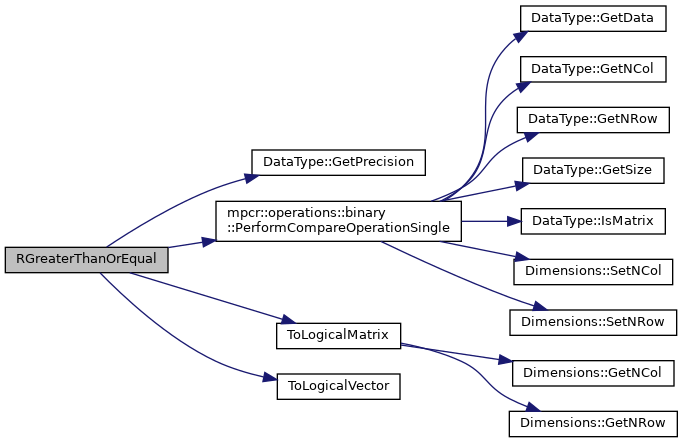 DataType::GetData
DataType::GetNCol
DataType::GetNRow
DataType::GetPrecision
DataType::GetSize
mpcr::operations::binary
::PerformCompareOperationSingle
DataType::IsMatrix
RGreaterThanOrEqual
Dimensions::SetNCol
Dimensions::SetNRow
ToLogicalMatrix
Dimensions::GetNCol
ToLogicalVector
Dimensions::GetNRow